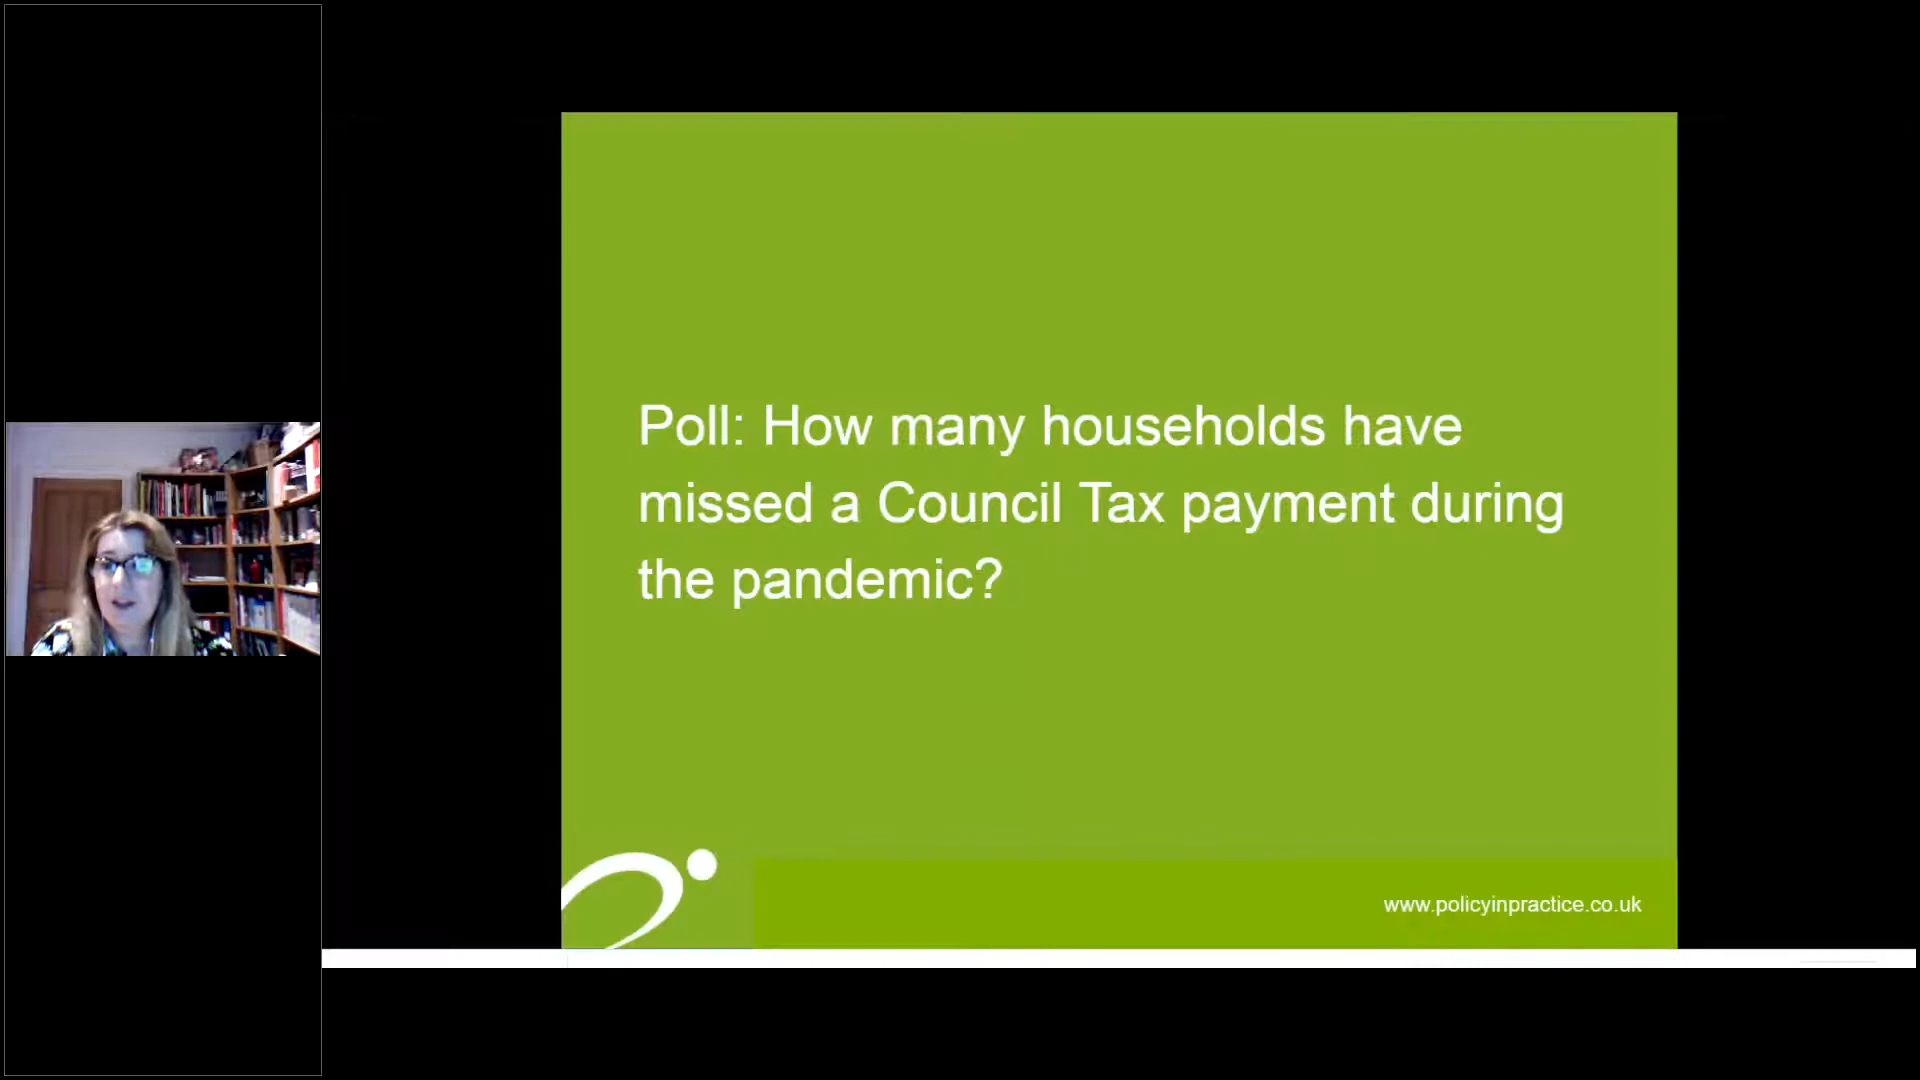 Poll: How many households have
missed a Council Tax payment during
the pandemic?
www.policyinpractice.co.uk